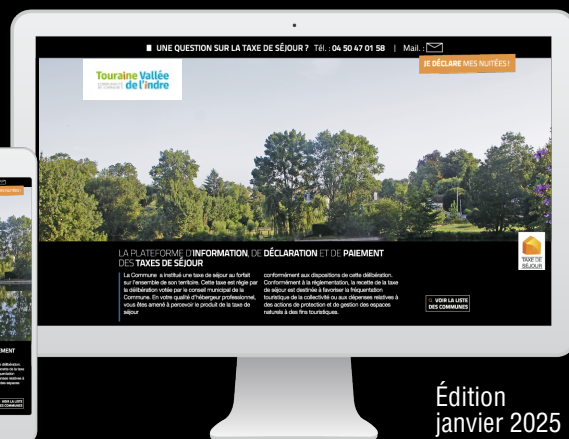 UNE QUESTION SUR LA TAXE DE SÉJOUR ? Tél. : 04 50 47 01 58 | Mail. :
JE DÉCLARE MES NUITÉES !
Touraine Vallée
COMMUNAUTÉ
DE COMMUNES
de l'indre
LA PLATEFORME D'INFORMATION, DE DÉCLARATION ET DE PAIEMENT
DES TAXES DE SÉJOUR
La Commune a institué une taxe de séjour au forfait
sur l'ensemble de son territoire. Cette taxe est régie par
la délibération votée par le conseil municipal de la
Commune. En votre qualité d'hébergeur professionnel,
vous êtes amené à percevoir le produit de la taxe de
séjour
conformément aux dispositions de cette délibération.
Conformément à la réglementation, la recette de la taxe
de séjour est destinée à favoriser la fréquentation
touristique de la collectivité ou aux dépenses relatives à
des actions de protection et de gestion des espaces
naturels à des fins touristiques.
TAXE DE
SÉJOUR
VOIR LA LISTE
DES COMMUNES
Édition
janvier 2025